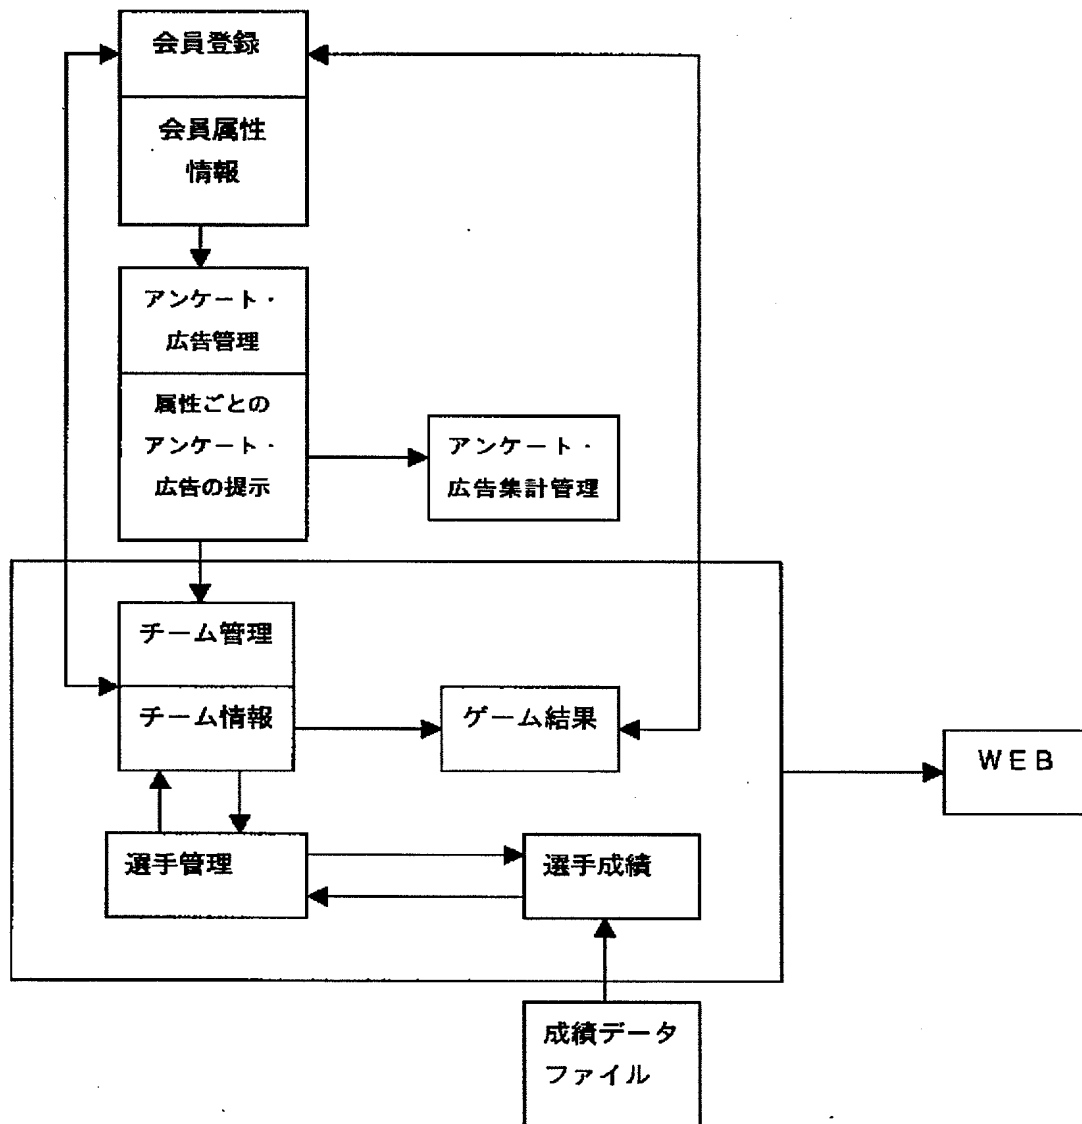 会員登録
会員属性
情報
アンケート・
広告管理
属性ごとの
アンケート・
広告の提示
アンケート・
広告集計管理
チーム管理
チーム情報
ゲーム結果
WEB
選手管理
選手成績
成績データ
ファイル